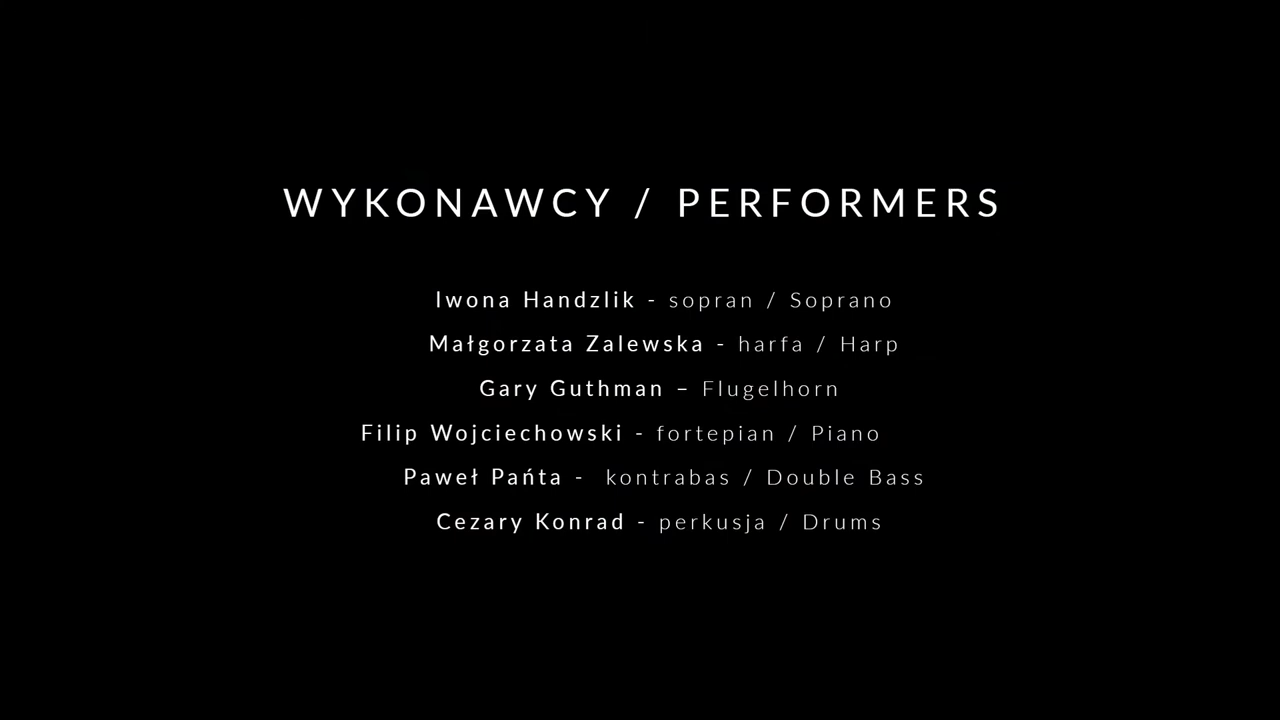 WYKONAWCY / PERFORMERS
Iwona Handzlik - sopran / Soprano
Małgorzata Zalewska - harfa / Harp
Gary Guthman – Flugelhorn
Filip Wojciechowski - fortepian / Piano
Paweł Pańta - kontrabas / Double Bass
Cezary Konrad - perkusja / Drums